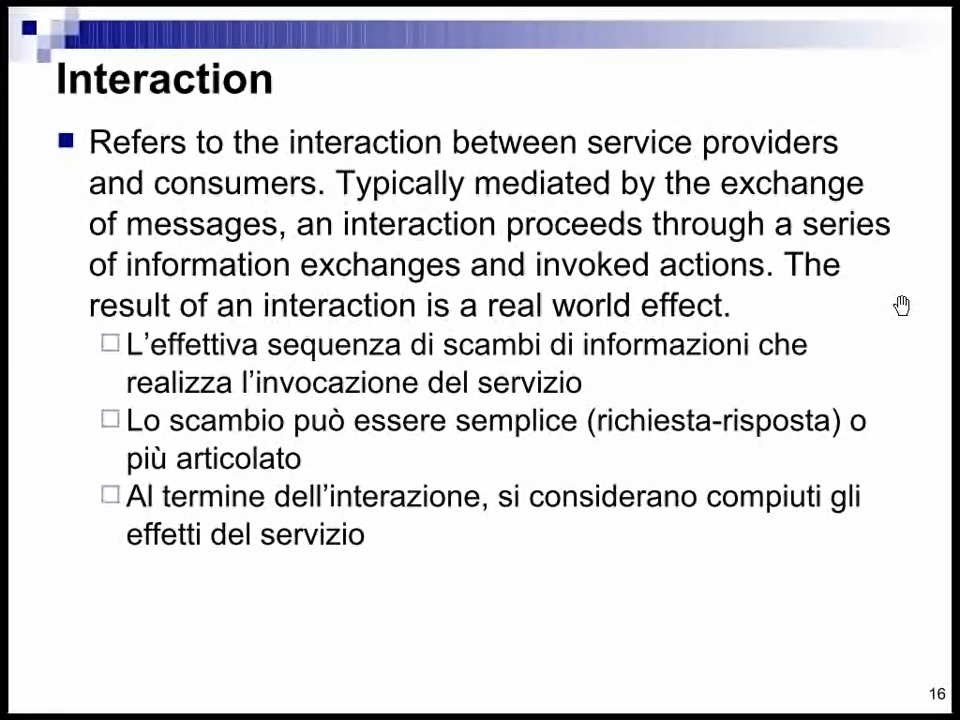 Interaction
Refers to the interaction between service providers
and consumers. Typically mediated by the exchange
of messages, an interaction proceeds through a series
of information exchanges and invoked actions. The
result of an interaction is a real world effect.
L’effettiva sequenza di scambi di informazioni che
realizza l’invocazione del servizio
Lo scambio può essere semplice (richiesta-risposta) o
più articolato
Al termine dell’interazione, si considerano compiuti gli
effetti del servizio
16